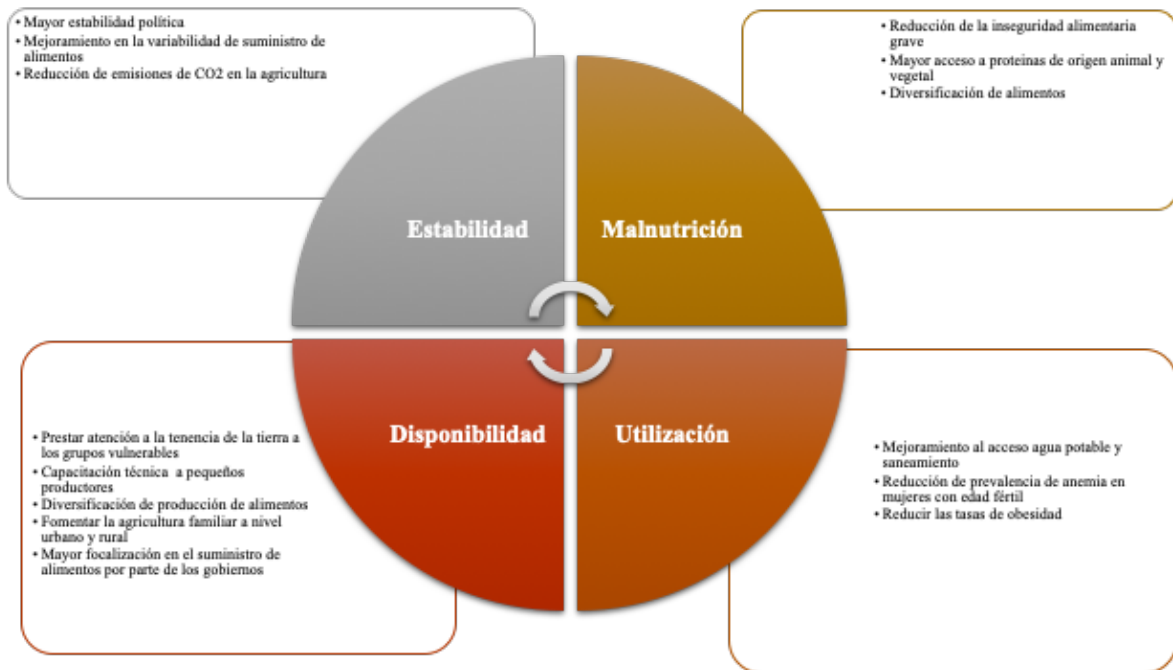 • Mayor estabilidad política
• Mejoramiento en la variabilidad de suministro de
alimentos
• Reducción de emisiones de CO2 en la agricultura
• Reducción de la inseguridad alimentaria
grave
• Mayor acceso a proteinas de origen animal y
vegetal
• Diversificación de alimentos
Estabilidad
Malnutrición
Disponibilidad
Utilización
• Prestar atención a la tenencia de la tierra a
los grupos vulnerables
• Capacitación técnica a pequeños
productores
• Diversificación de producción de alimentos
• Fomentar la agricultura familiar a nivel
urbano y rural
• Mayor focalización en el suministro de
alimentos por parte de los gobiernos
• Mejoramiento al acceso agua potable y
saneamiento
• Reducción de prevalencia de anemia en
mujeres con edad fértil
• Reducir las tasas de obesidad